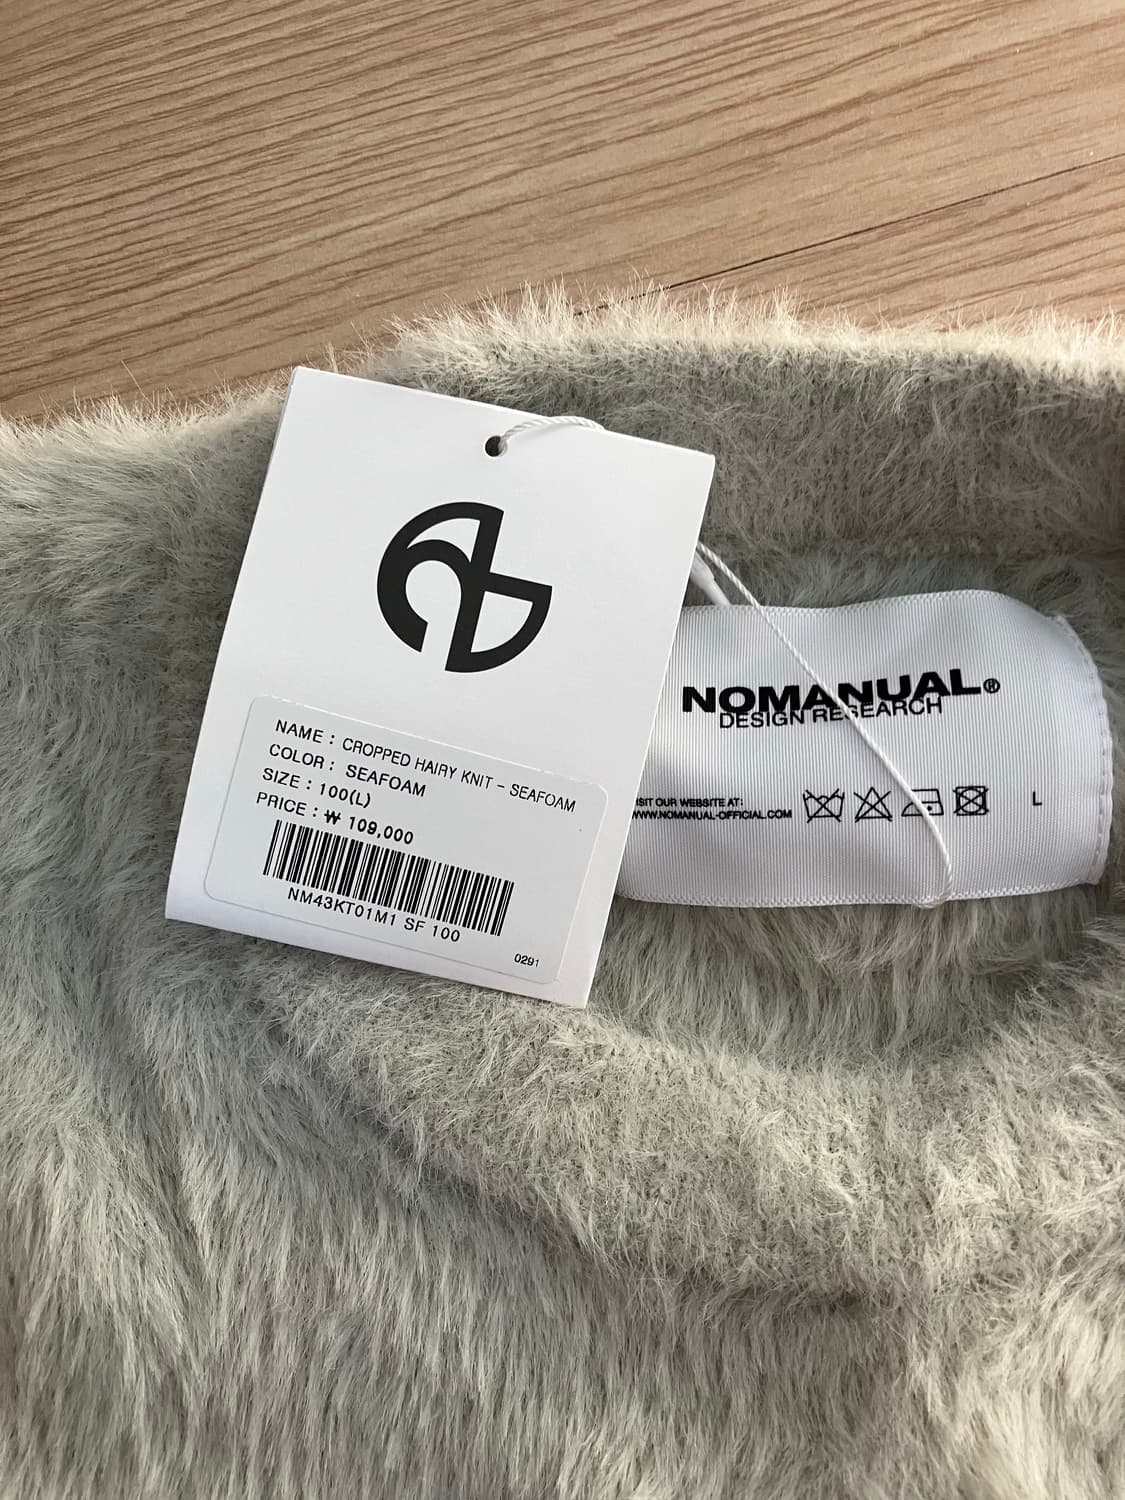 NAME : CROPPED HAIRY KNIT - SEAFOAM
COLOR : SEAFOAM
SIZE : 100(L)
PRICE : ₩ 109,000
NM43KT01M1 SF 100
0291
NOMANUAL®
DESIGN RESEARCH
ISIT OUR WEBSITE AT:
WWW.NOMANUAL-OFFICIAL.COM
L